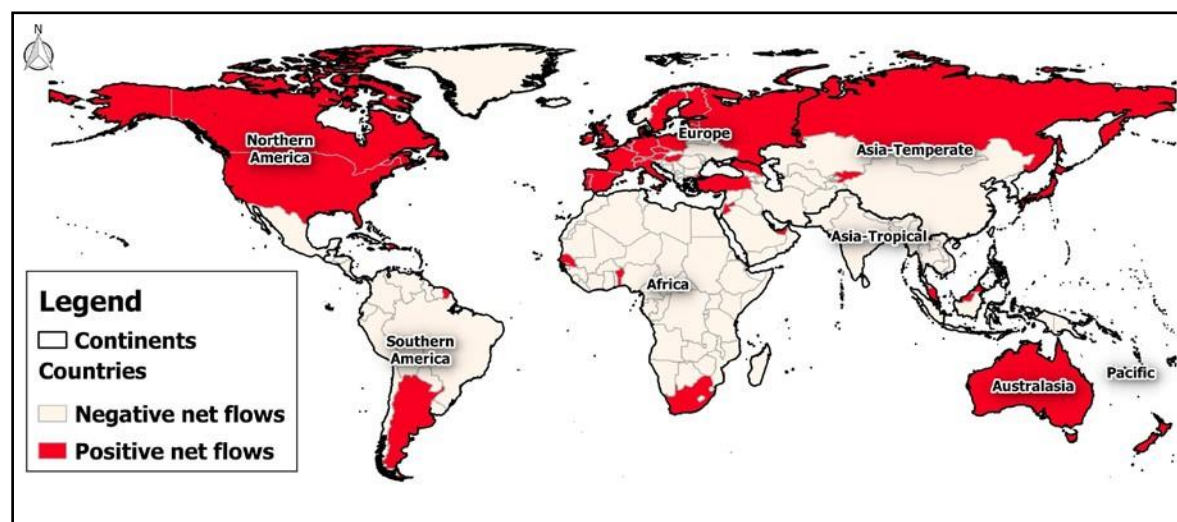 N
Northern
America
Europe
Asia-Temperate
Asia-Tropical
Africa
Southern
America
Pacific
Australasia
Legend
Continents
Countries
Negative net flows
Positive net flows